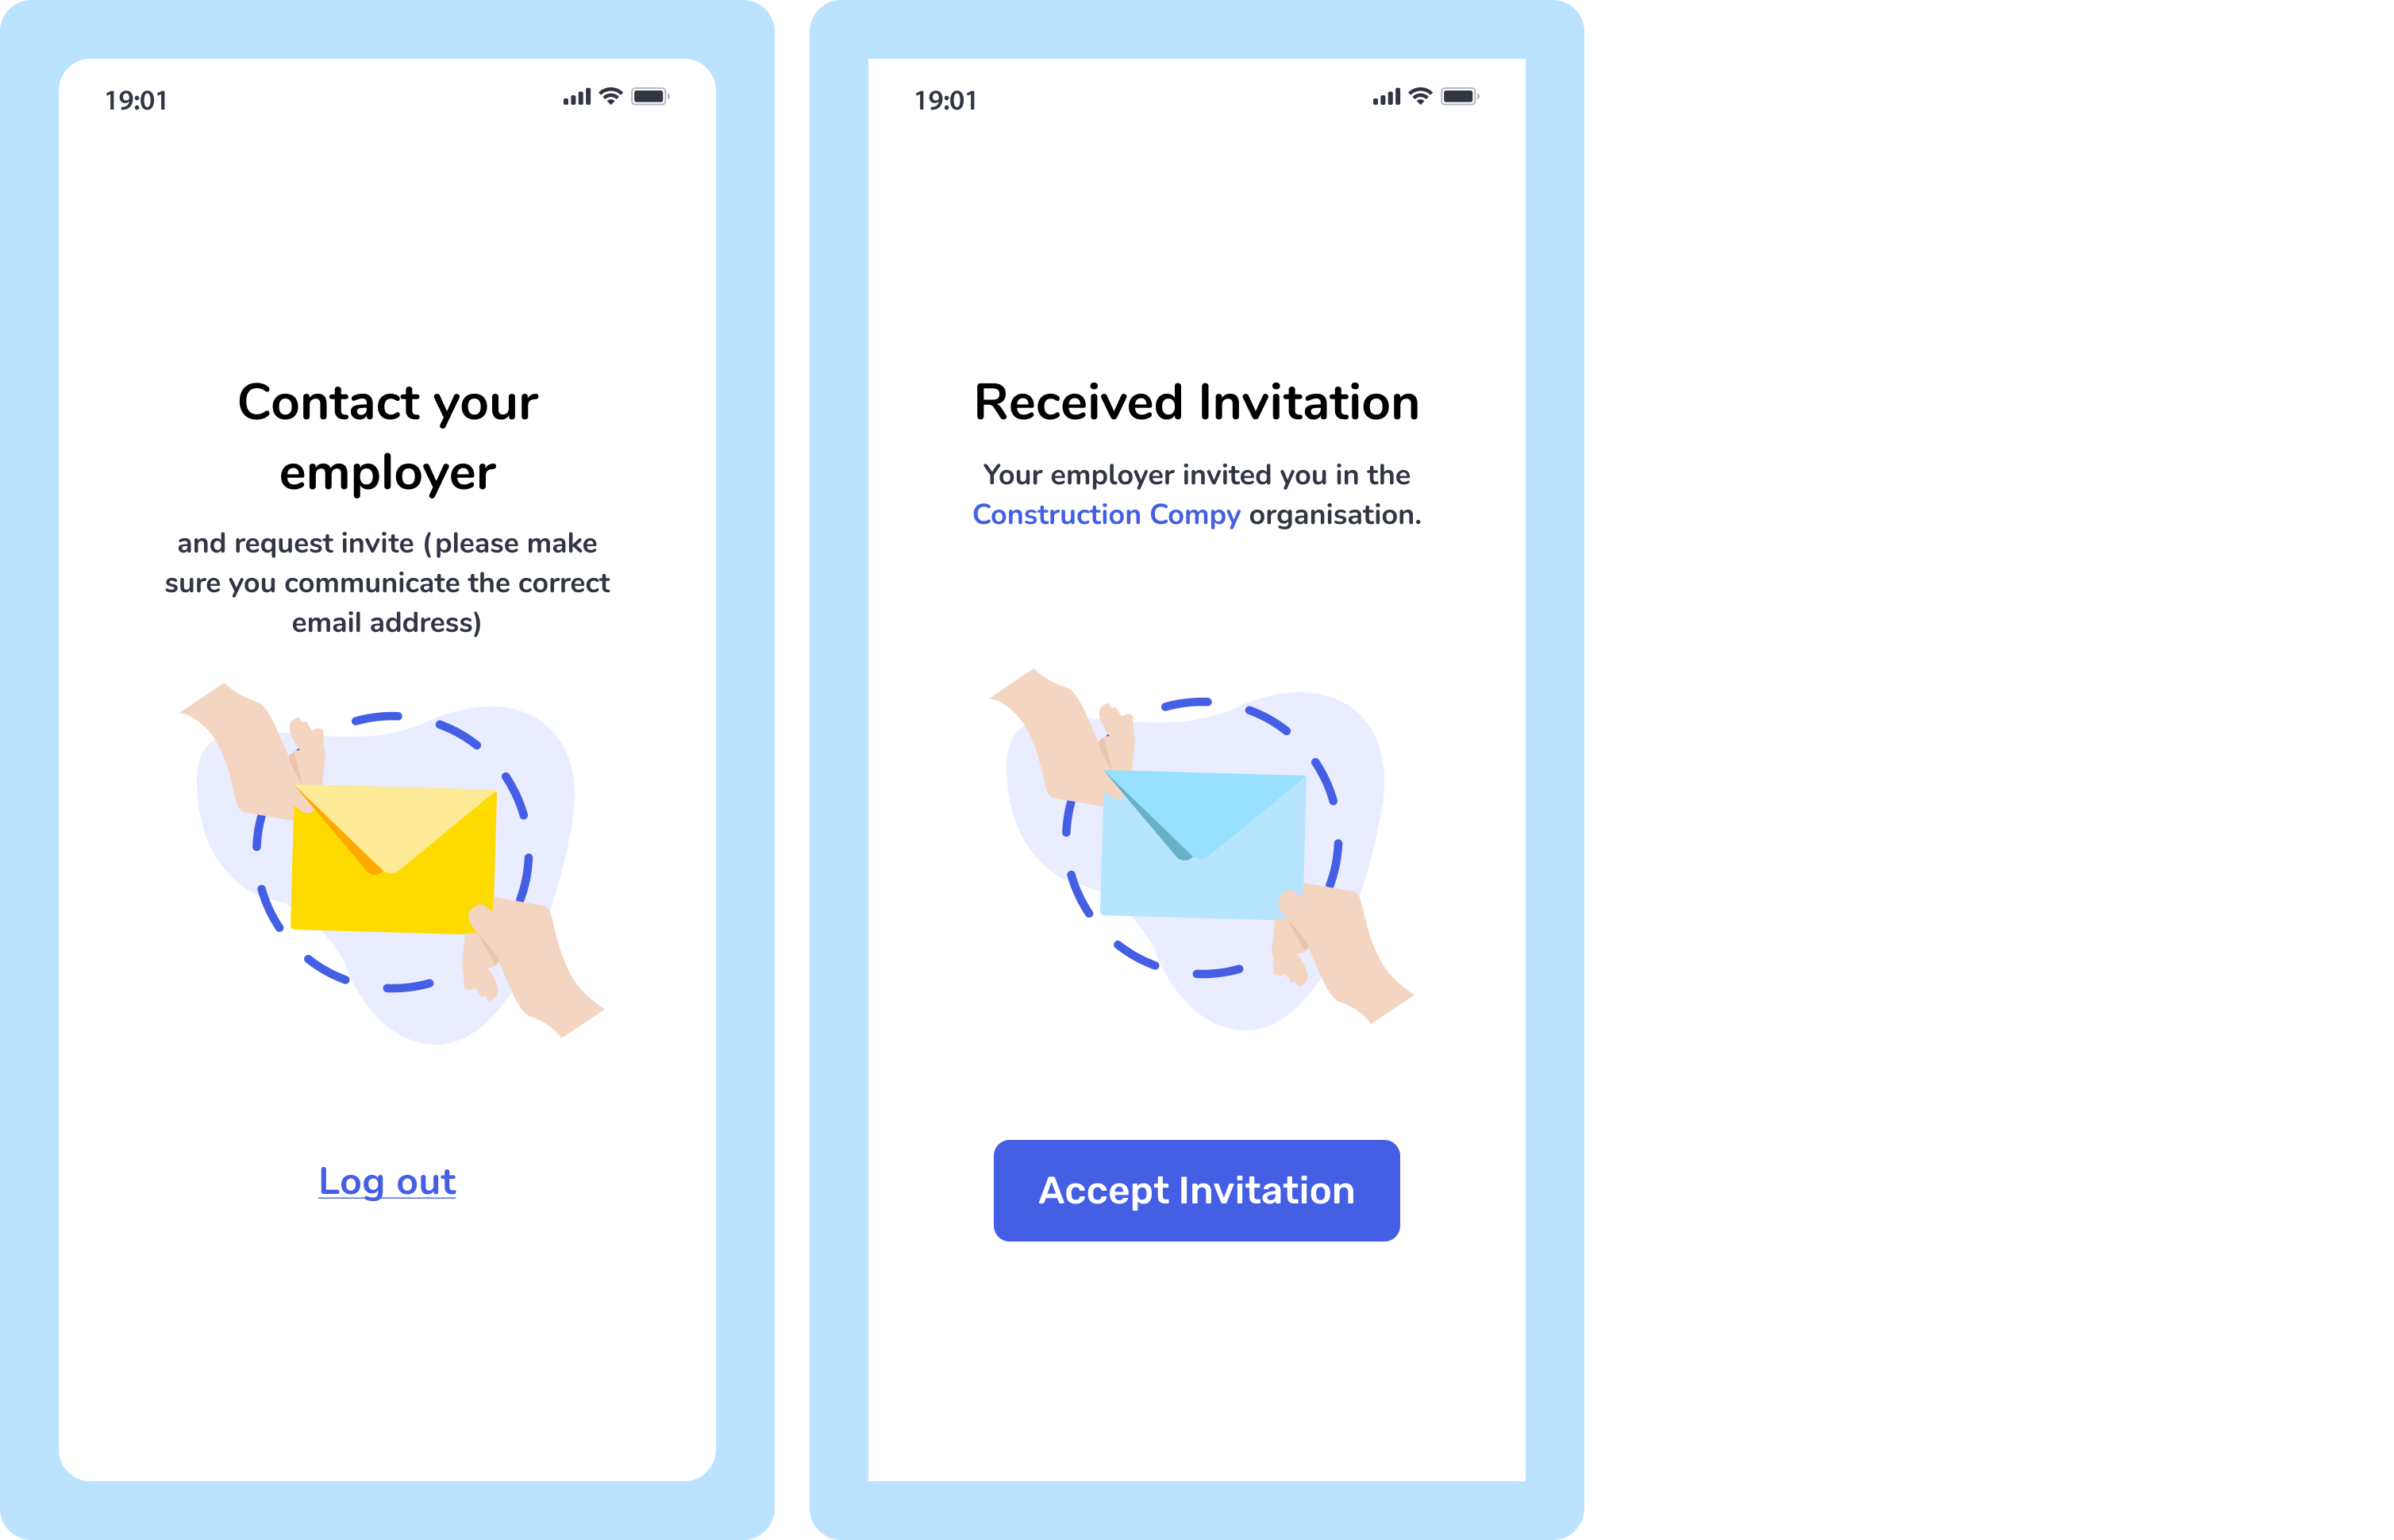 19:01
Contact your
employer
and request invite (please make
sure you communicate the correct
email address)
Log out
19:01
Received Invitation
Your employer invited you in the
Construction Compy organisation.
Accept Invitation